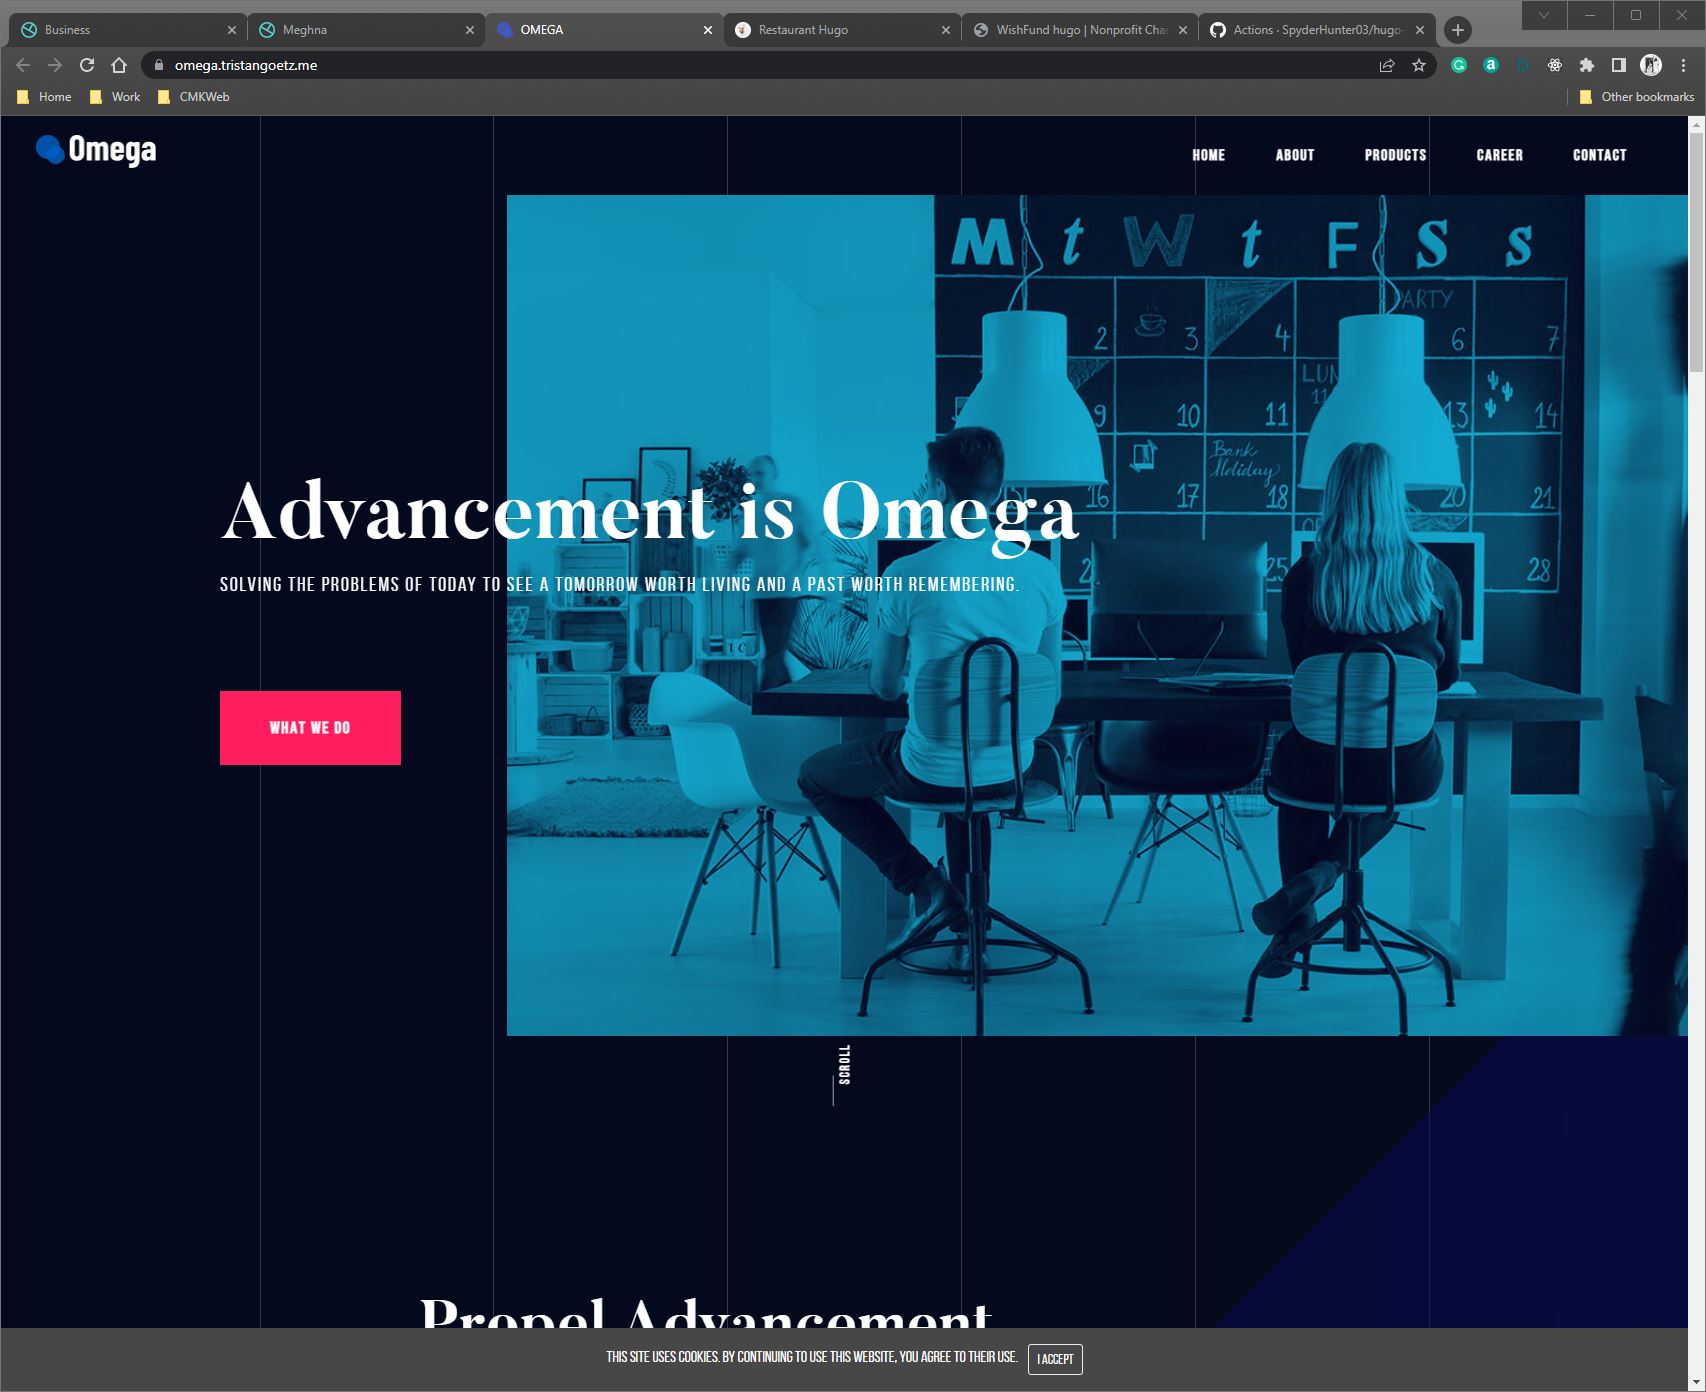 Business
Meghna
OMEGA
Restaurant Hugo
WishFund hugo | Nonprofit Char
Actions · SpyderHunter03/hugo-
omega.tristangoetz.me
Home
Work
CMKWeb
Other bookmarks
Omega
HOME
ABOUT
PRODUCTS
CAREER
CONTACT
M t W t F S s
PARTY
2 3 4 6 7
LUN
11
9 10 11 13 14
Bank
Holiday
16 17 18 20 21
25 28
Advancement is Omega
SOLVING THE PROBLEMS OF TODAY TO SEE A TOMORROW WORTH LIVING AND A PAST WORTH REMEMBERING.
WHAT WE DO
SCROLL
Propel Advancement
THIS SITE USES COOKIES. BY CONTINUING TO USE THIS WEBSITE, YOU AGREE TO THEIR USE.
I ACCEPT